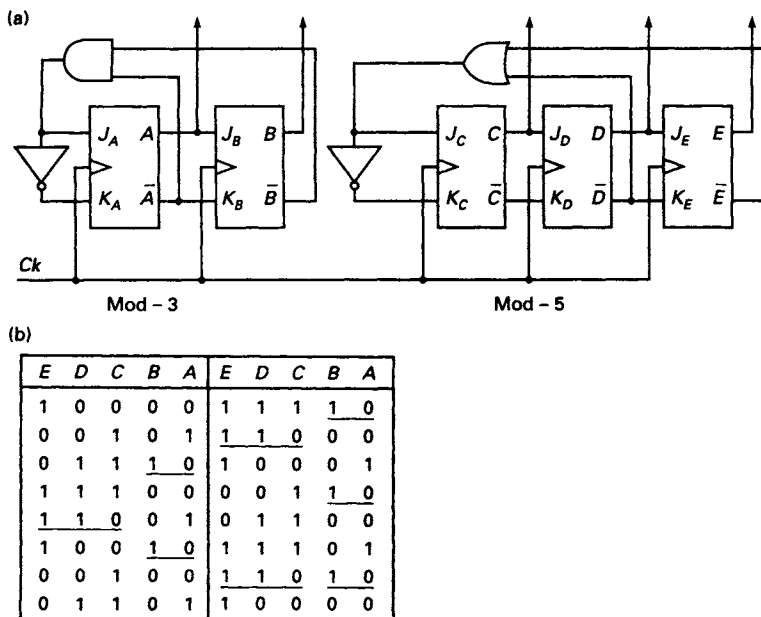 (a)
J_A A J_B B J_C C J_D D J_E E
K_A A̅ K_B B̅ K_C C̅ K_D D̅ K_E E̅
Ck
Mod – 3 Mod – 5
(b)
E D C B A E D C B A
1 0 0 0 0 1 1 1 1 0
0 0 1 0 1 1 1 0 0 0
0 1 1 1 0 1 0 0 0 1
1 1 1 0 0 0 0 1 1 0
1 1 0 0 1 0 1 1 0 0
1 0 0 1 0 1 1 1 0 1
0 0 1 0 0 1 1 0 1 0
0 1 1 0 1 1 0 0 0 0